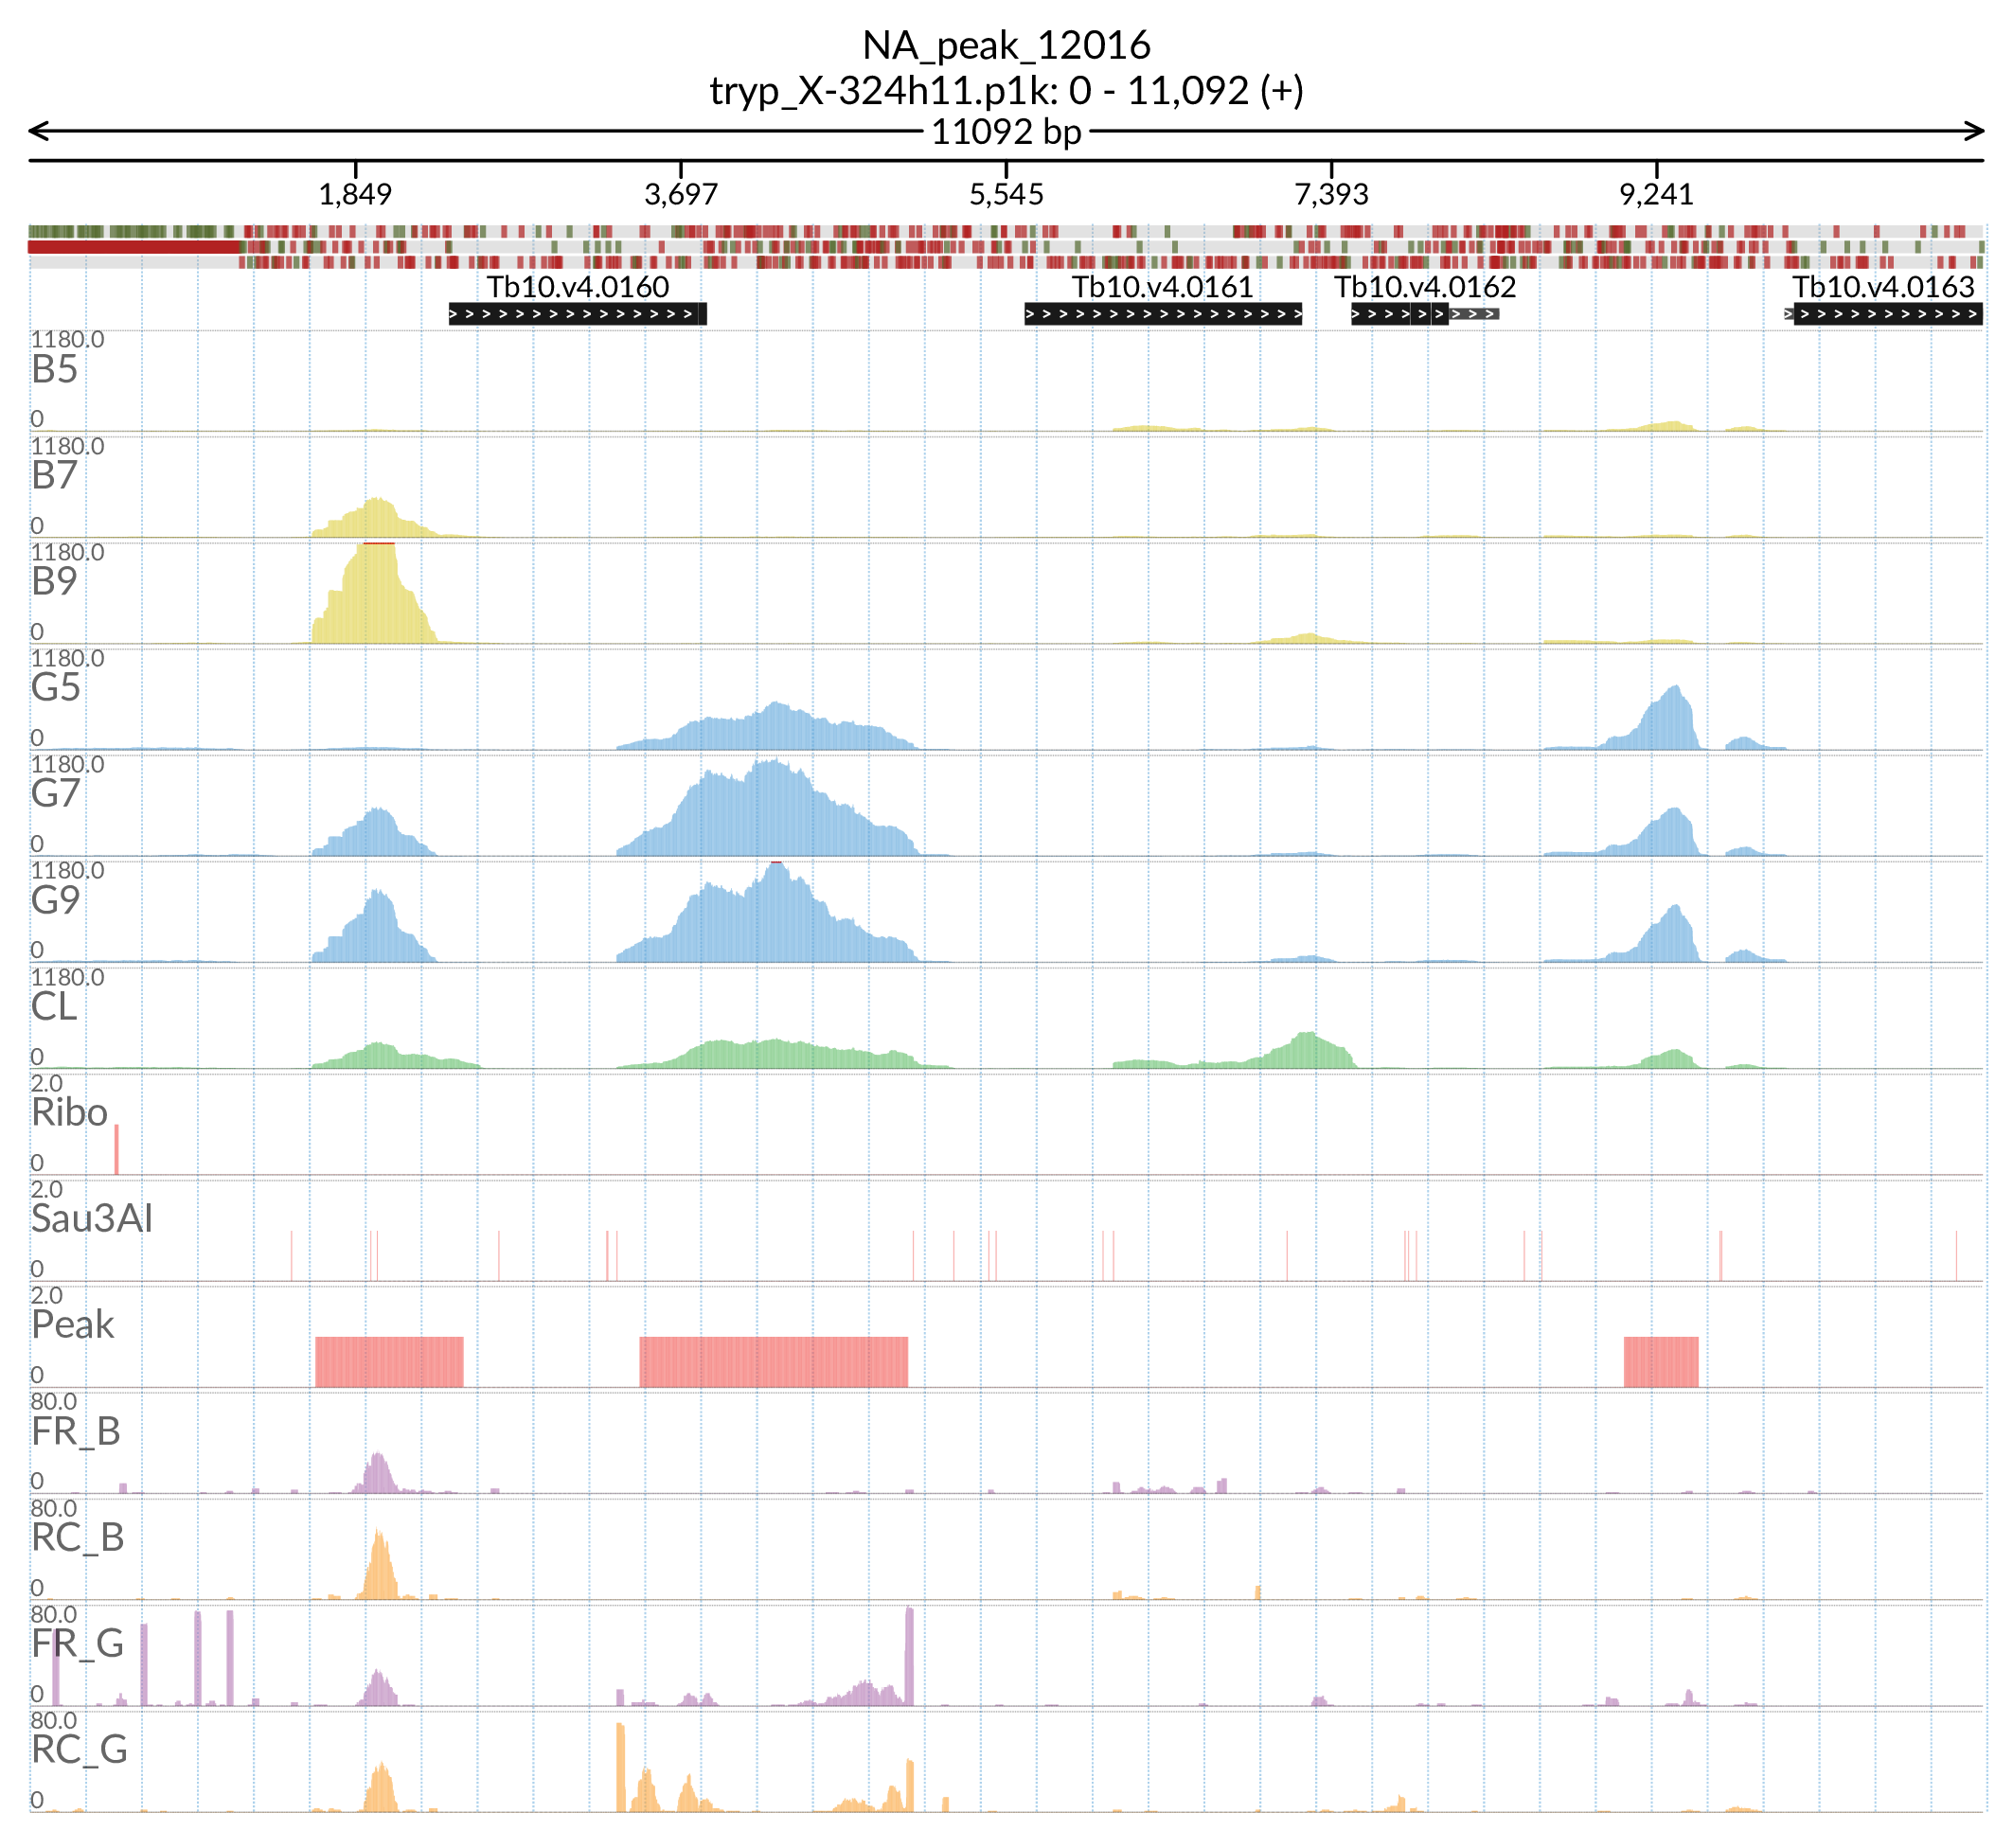 NA_peak_12016
tryp_X-324h11.p1k: 0 - 11,092 (+)
11092 bp
1,849 3,697 5,545 7,393 9,241
Tb10.v4.0160 Tb10.v4.0161 Tb10.v4.0162 Tb10.v4.0163
1180.0
B5
0
1180.0
B7
0
1180.0
B9
0
1180.0
G5
0
1180.0
G7
0
1180.0
G9
0
1180.0
CL
0
2.0
Ribo
0
2.0
Sau3AI
0
2.0
Peak
0
80.0
FR_B
0
80.0
RC_B
0
80.0
FR_G
0
80.0
RC_G
0